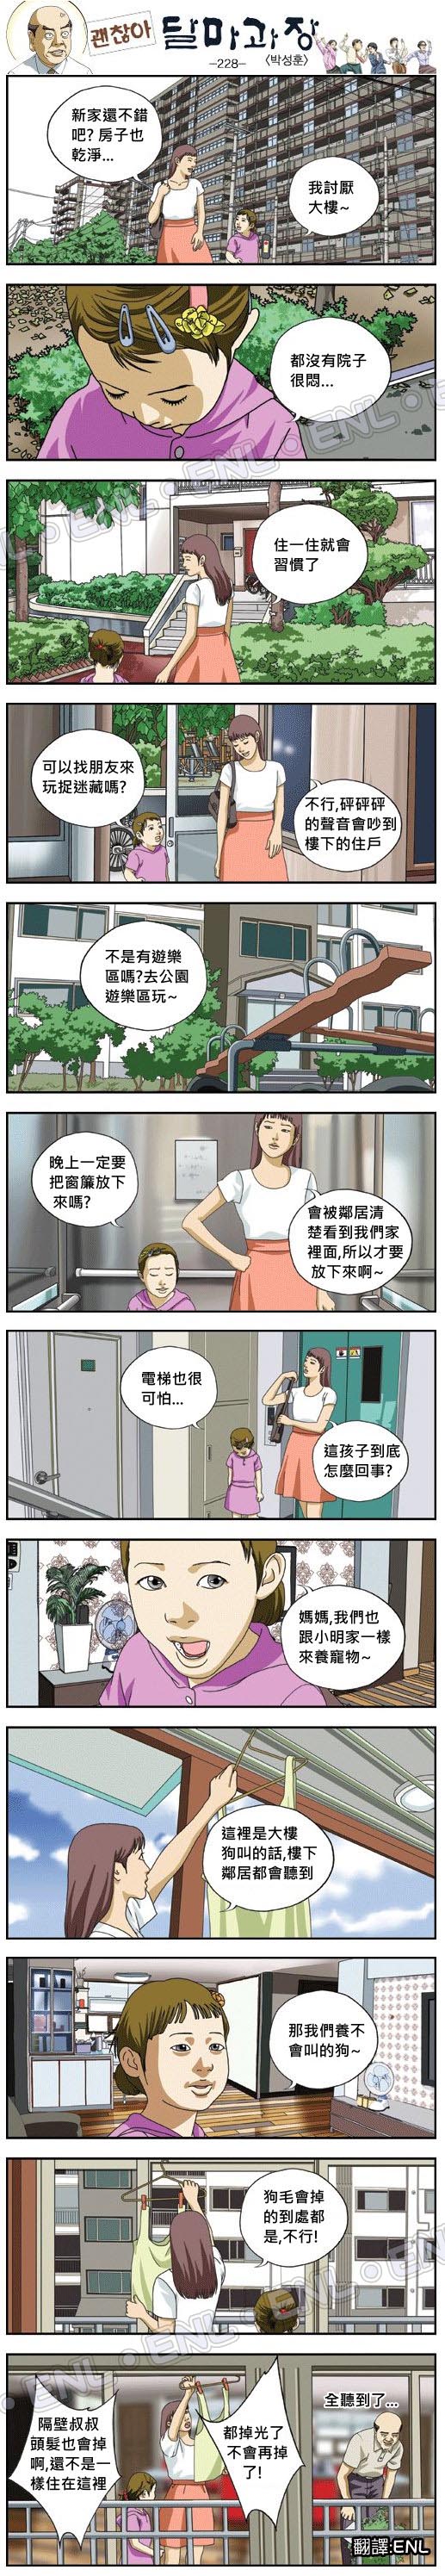 괜찮아 달마과장
-228- <박성훈>
新家還不錯
吧? 房子也
乾淨...
我討厭
大樓~
都沒有院子
很悶...
住一住就會
習慣了
可以找朋友來
玩捉迷藏嗎?
不行,砰砰砰
的聲音會吵到
樓下的住戶
不是有遊樂
區嗎?去公園
遊樂區玩~
晚上一定要
把窗簾放下
來嗎?
會被鄰居清
楚看到我們家
裡面,所以才要
放下來啊~
電梯也很
可怕...
這孩子到底
怎麼回事?
媽媽,我們也
跟小明家一樣
來養寵物~
這裡是大樓
狗叫的話,樓下
鄰居都會聽到
那我們養不
會叫的狗~
狗毛會掉
的到處都
是,不行!
隔壁叔叔
頭髮也會掉
啊,還不是一
樣住在這裡
都掉光了
不會再掉
了!
全聽到了...
翻譯:ENL
ENL